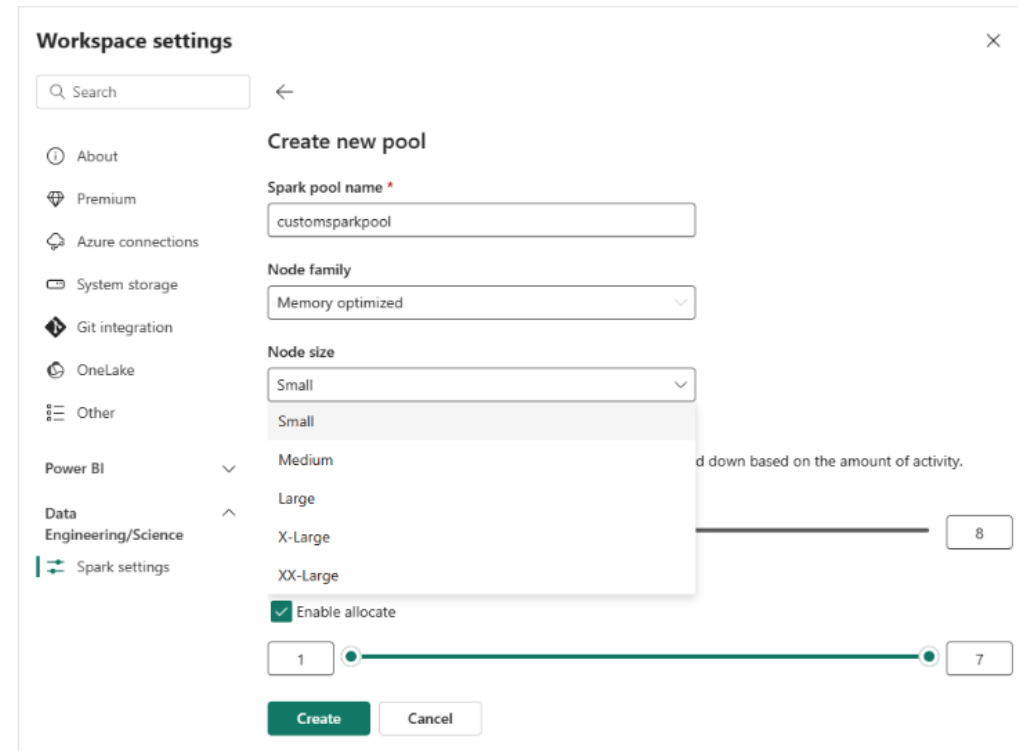 Workspace settings
Search
About
Premium
Azure connections
System storage
Git integration
OneLake
Other
Power BI
Data
Engineering/Science
Spark settings
Create new pool
Spark pool name *
customsparkpool
Node family
Memory optimized
Node size
Small
Small
Medium
Large
X-Large
XX-Large
d down based on the amount of activity.
8
Enable allocate
1
7
Create
Cancel